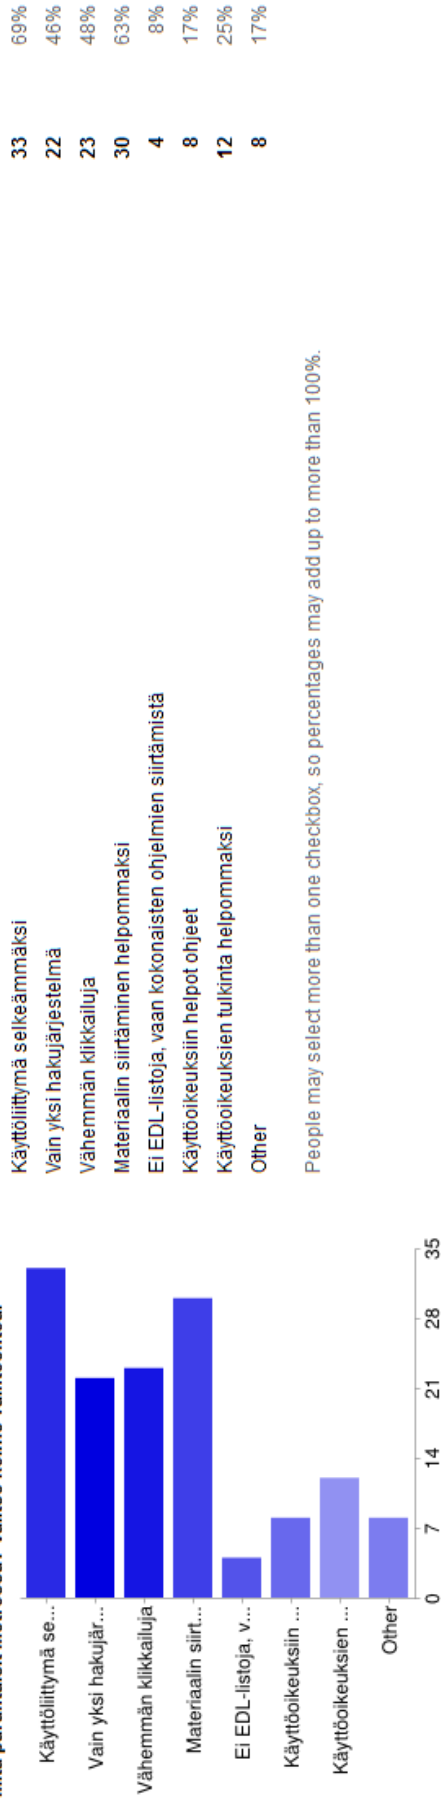 Käyttöliittymä se...
Vain yksi hakujär...
Vähemmän klikkailuja
Materiaalin siirt...
Ei EDL-listoja, v...
Käyttöoikeuksiin ...
Käyttöoikeuksien ...
Other
0 7 14 21 28 35
Käyttöliittymä selkeämmäksi 33 69%
Vain yksi hakujärjestelmä 22 46%
Vähemmän klikkailuja 23 48%
Materiaalin siirtäminen helpommaksi 30 63%
Ei EDL-listoja, vaan kokonaisten ohjelmien siirtämistä 4 8%
Käyttöoikeuksiin helpot ohjeet 8 17%
Käyttöoikeuksien tulkinta helpommaksi 12 25%
Other 8 17%
People may select more than one checkbox, so percentages may add up to more than 100%.